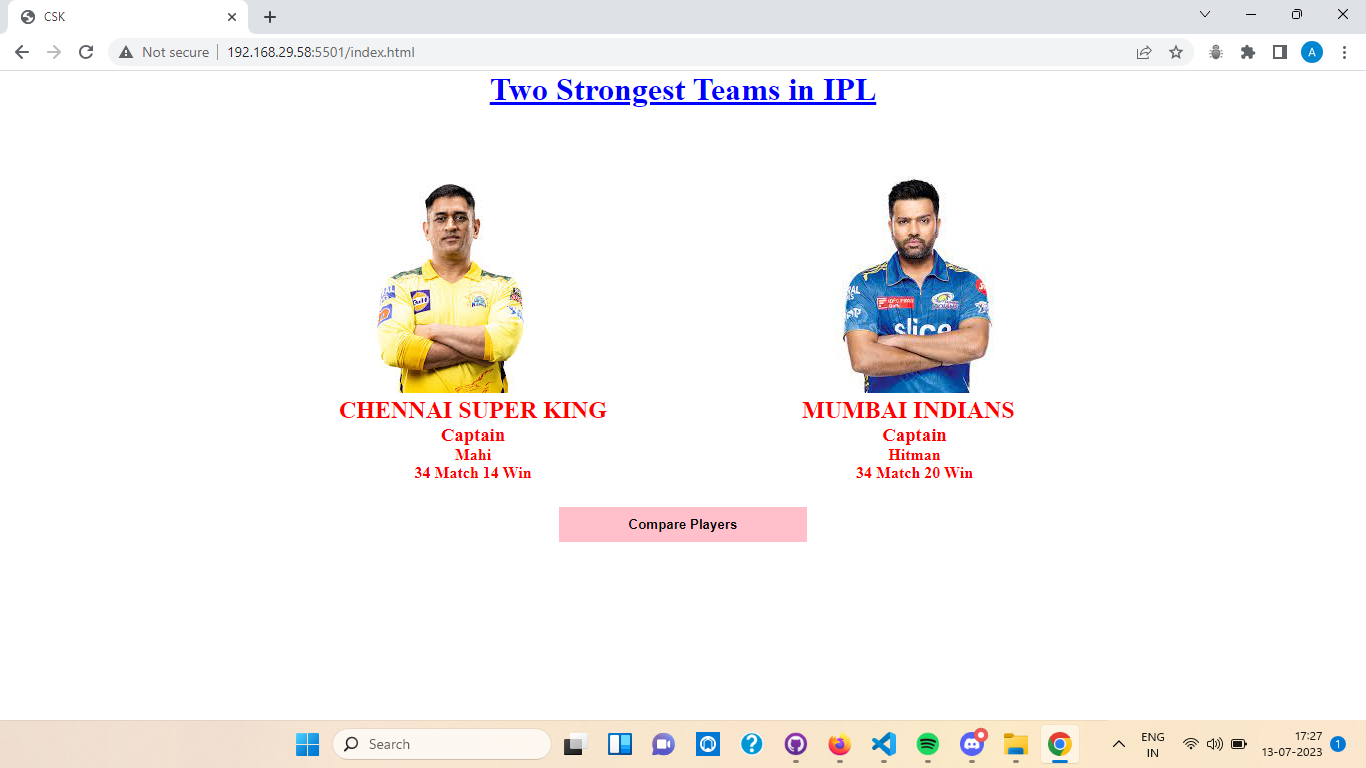 CSK
Not secure
192.168.29.58:5501/index.html
A
Two Strongest Teams in IPL
slice
CHENNAI SUPER KING
MUMBAI INDIANS
Captain
Captain
Mahi
Hitman
34 Match 14 Win
34 Match 20 Win
Compare Players
Search
ENG
IN
17:27
13-07-2023
1